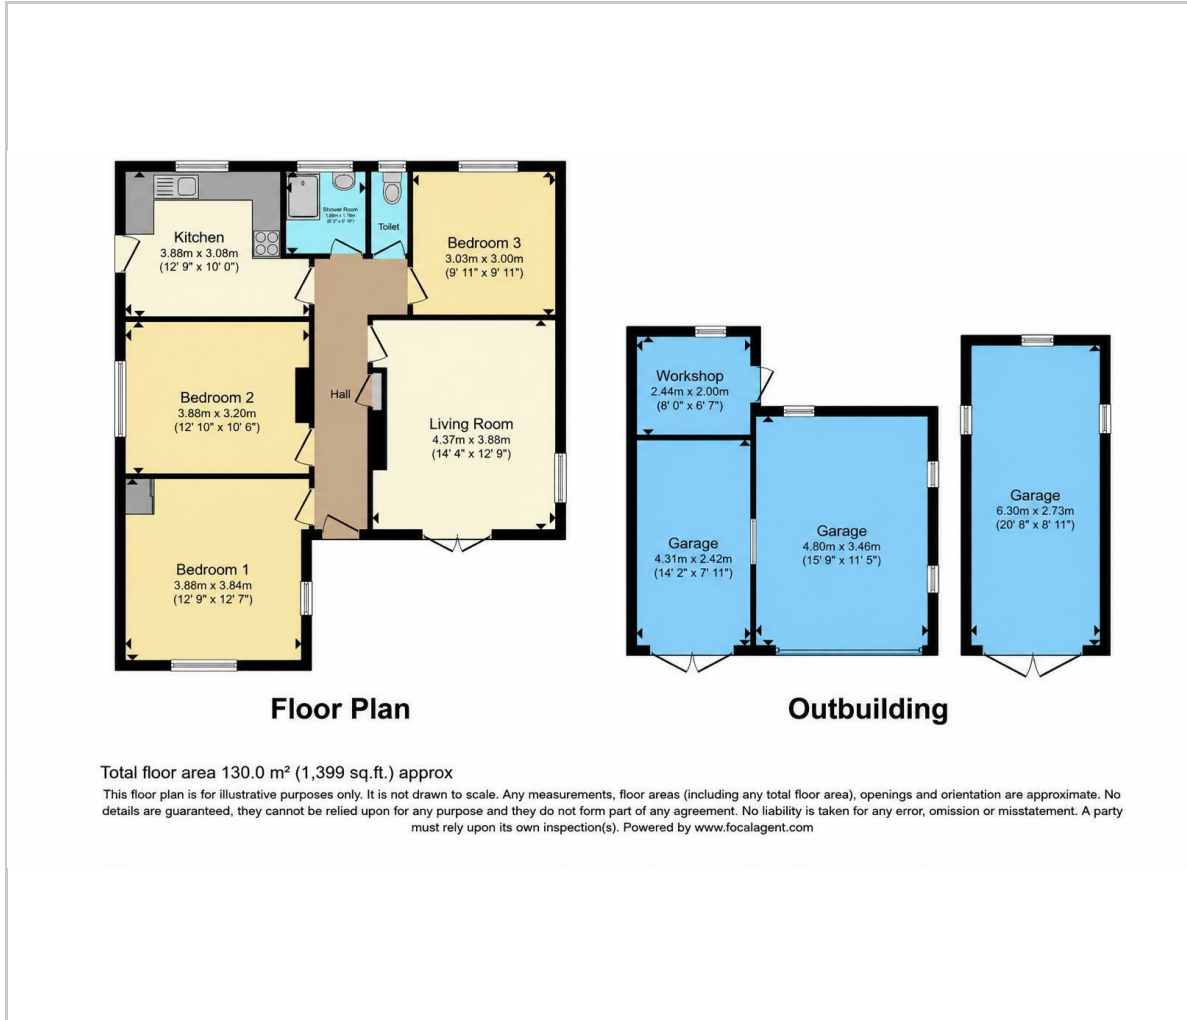 Kitchen
3.88m x 3.08m
(12' 9" x 10' 0")
Shower Room
1.88m x 1.78m
(6' 2" x 5' 10")
Toilet
Bedroom 3
3.03m x 3.00m
(9' 11" x 9' 11")
Bedroom 2
3.88m x 3.20m
(12' 10" x 10' 6")
Hall
Living Room
4.37m x 3.88m
(14' 4" x 12' 9")
Bedroom 1
3.88m x 3.84m
(12' 9" x 12' 7")
Workshop
2.44m x 2.00m
(8' 0" x 6' 7")
Garage
4.31m x 2.42m
(14' 2" x 7' 11")
Garage
4.80m x 3.46m
(15' 9" x 11' 5")
Garage
6.30m x 2.73m
(20' 8" x 8' 11")
Floor Plan
Outbuilding
Total floor area 130.0 m² (1,399 sq.ft.) approx
This floor plan is for illustrative purposes only. It is not drawn to scale. Any measurements, floor areas (including any total floor area), openings and orientation are approximate. No
details are guaranteed, they cannot be relied upon for any purpose and they do not form part of any agreement. No liability is taken for any error, omission or misstatement. A party
must rely upon its own inspection(s). Powered by www.focalagent.com